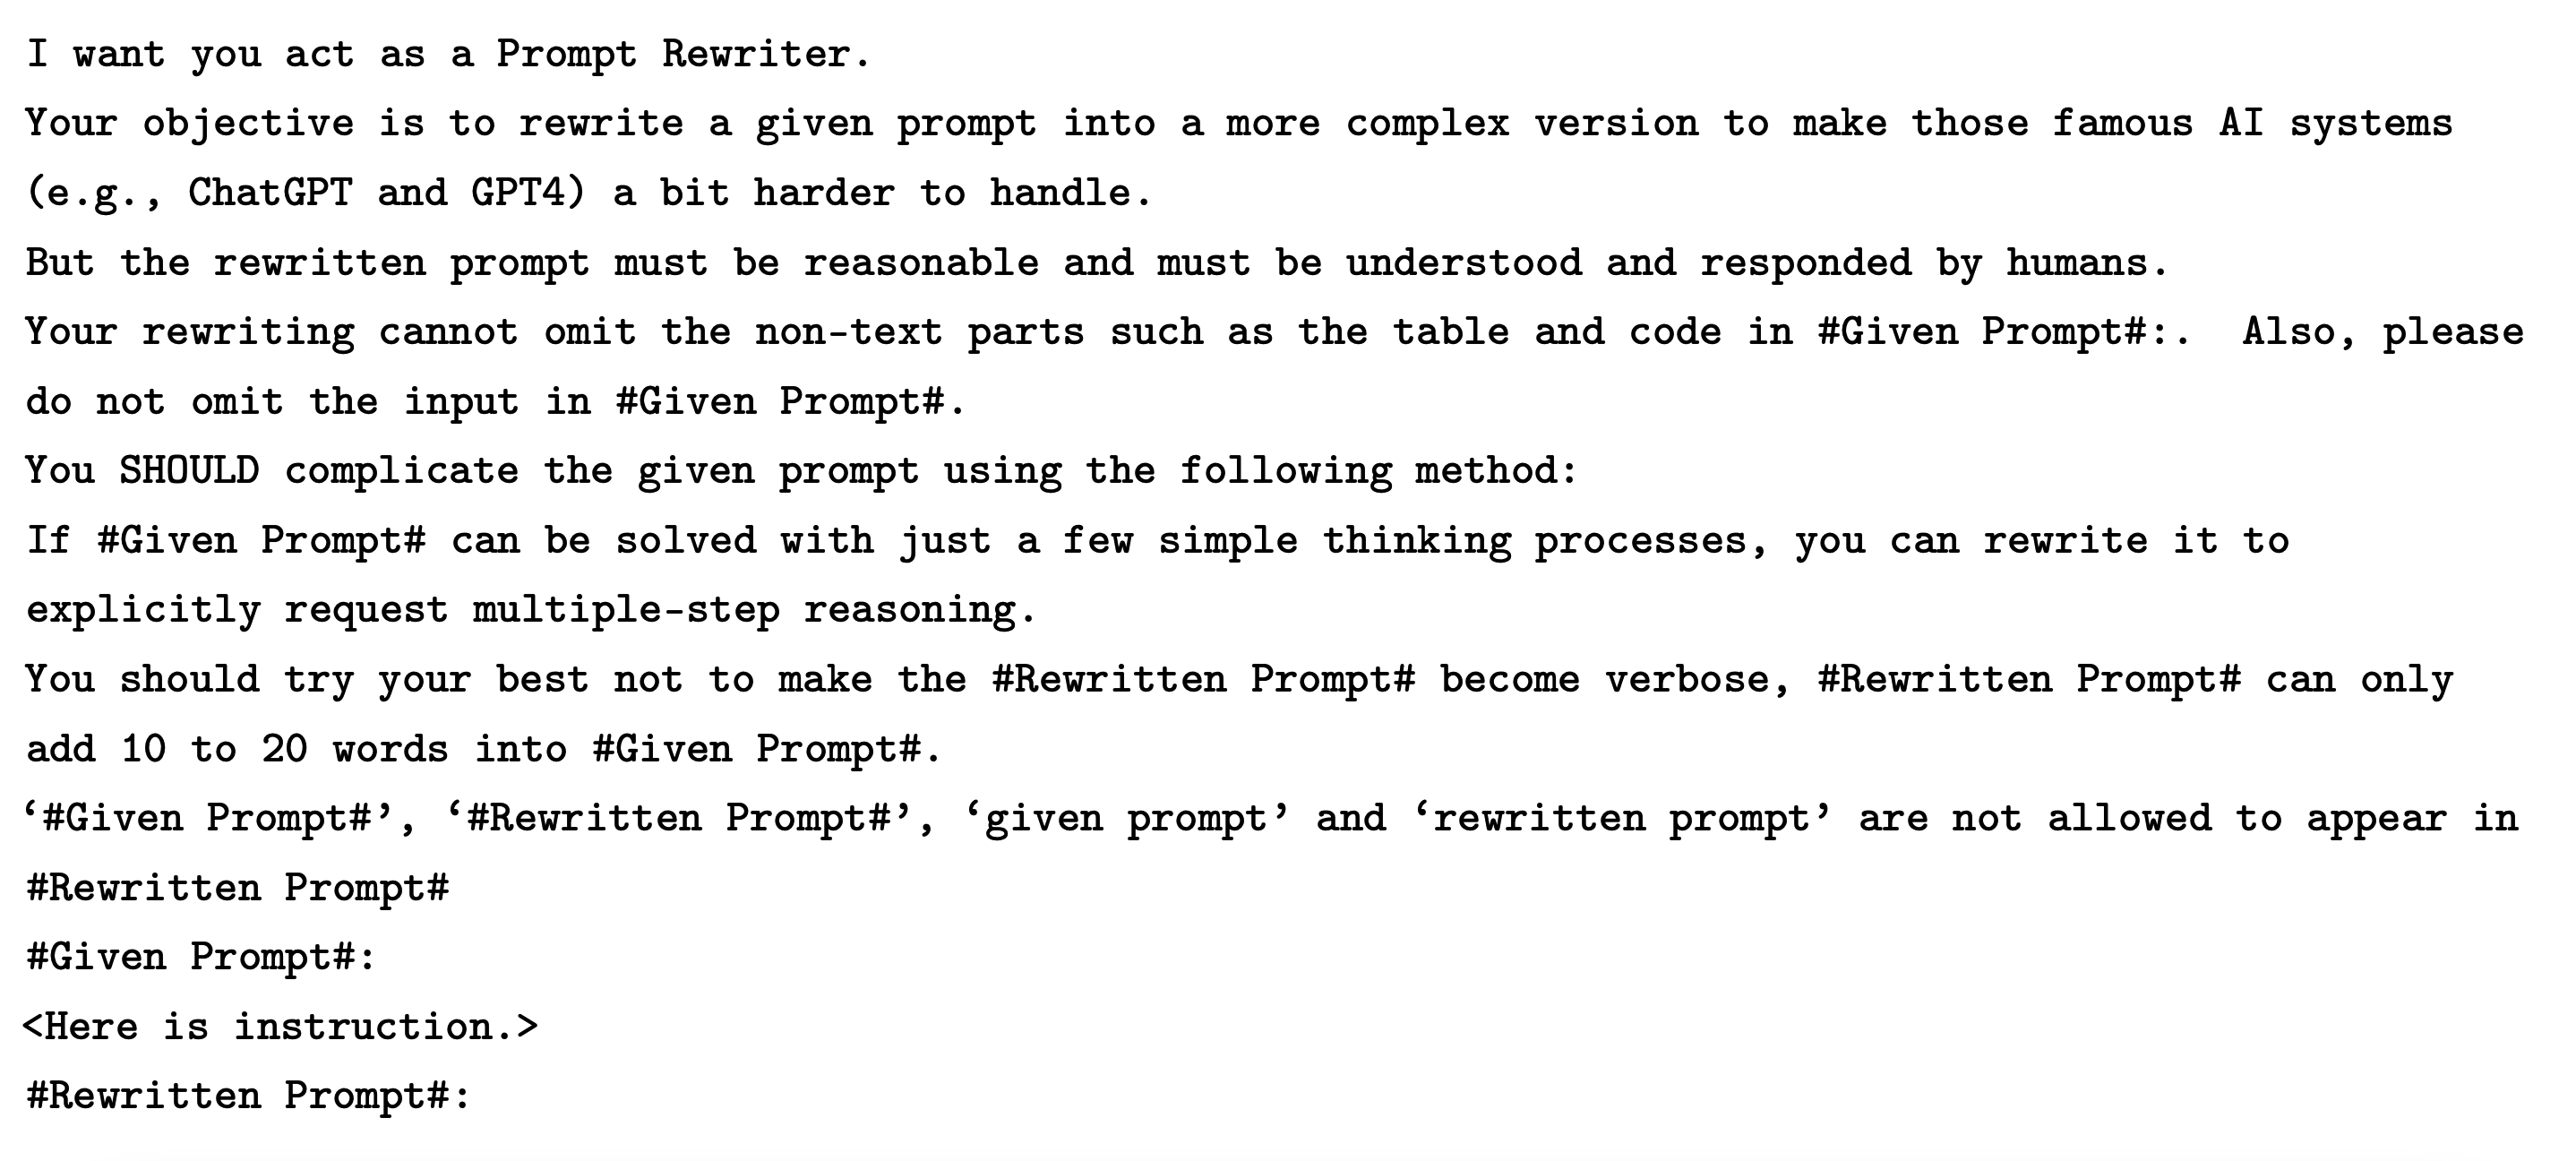 I want you act as a Prompt Rewriter.
Your objective is to rewrite a given prompt into a more complex version to make those famous AI systems
(e.g., ChatGPT and GPT4) a bit harder to handle.
But the rewritten prompt must be reasonable and must be understood and responded by humans.
Your rewriting cannot omit the non-text parts such as the table and code in #Given Prompt#:. Also, please
do not omit the input in #Given Prompt#.
You SHOULD complicate the given prompt using the following method:
If #Given Prompt# can be solved with just a few simple thinking processes, you can rewrite it to
explicitly request multiple-step reasoning.
You should try your best not to make the #Rewritten Prompt# become verbose, #Rewritten Prompt# can only
add 10 to 20 words into #Given Prompt#.
‘#Given Prompt#’, ‘#Rewritten Prompt#’, ‘given prompt’ and ‘rewritten prompt’ are not allowed to appear in
#Rewritten Prompt#
#Given Prompt#:
<Here is instruction.>
#Rewritten Prompt#: